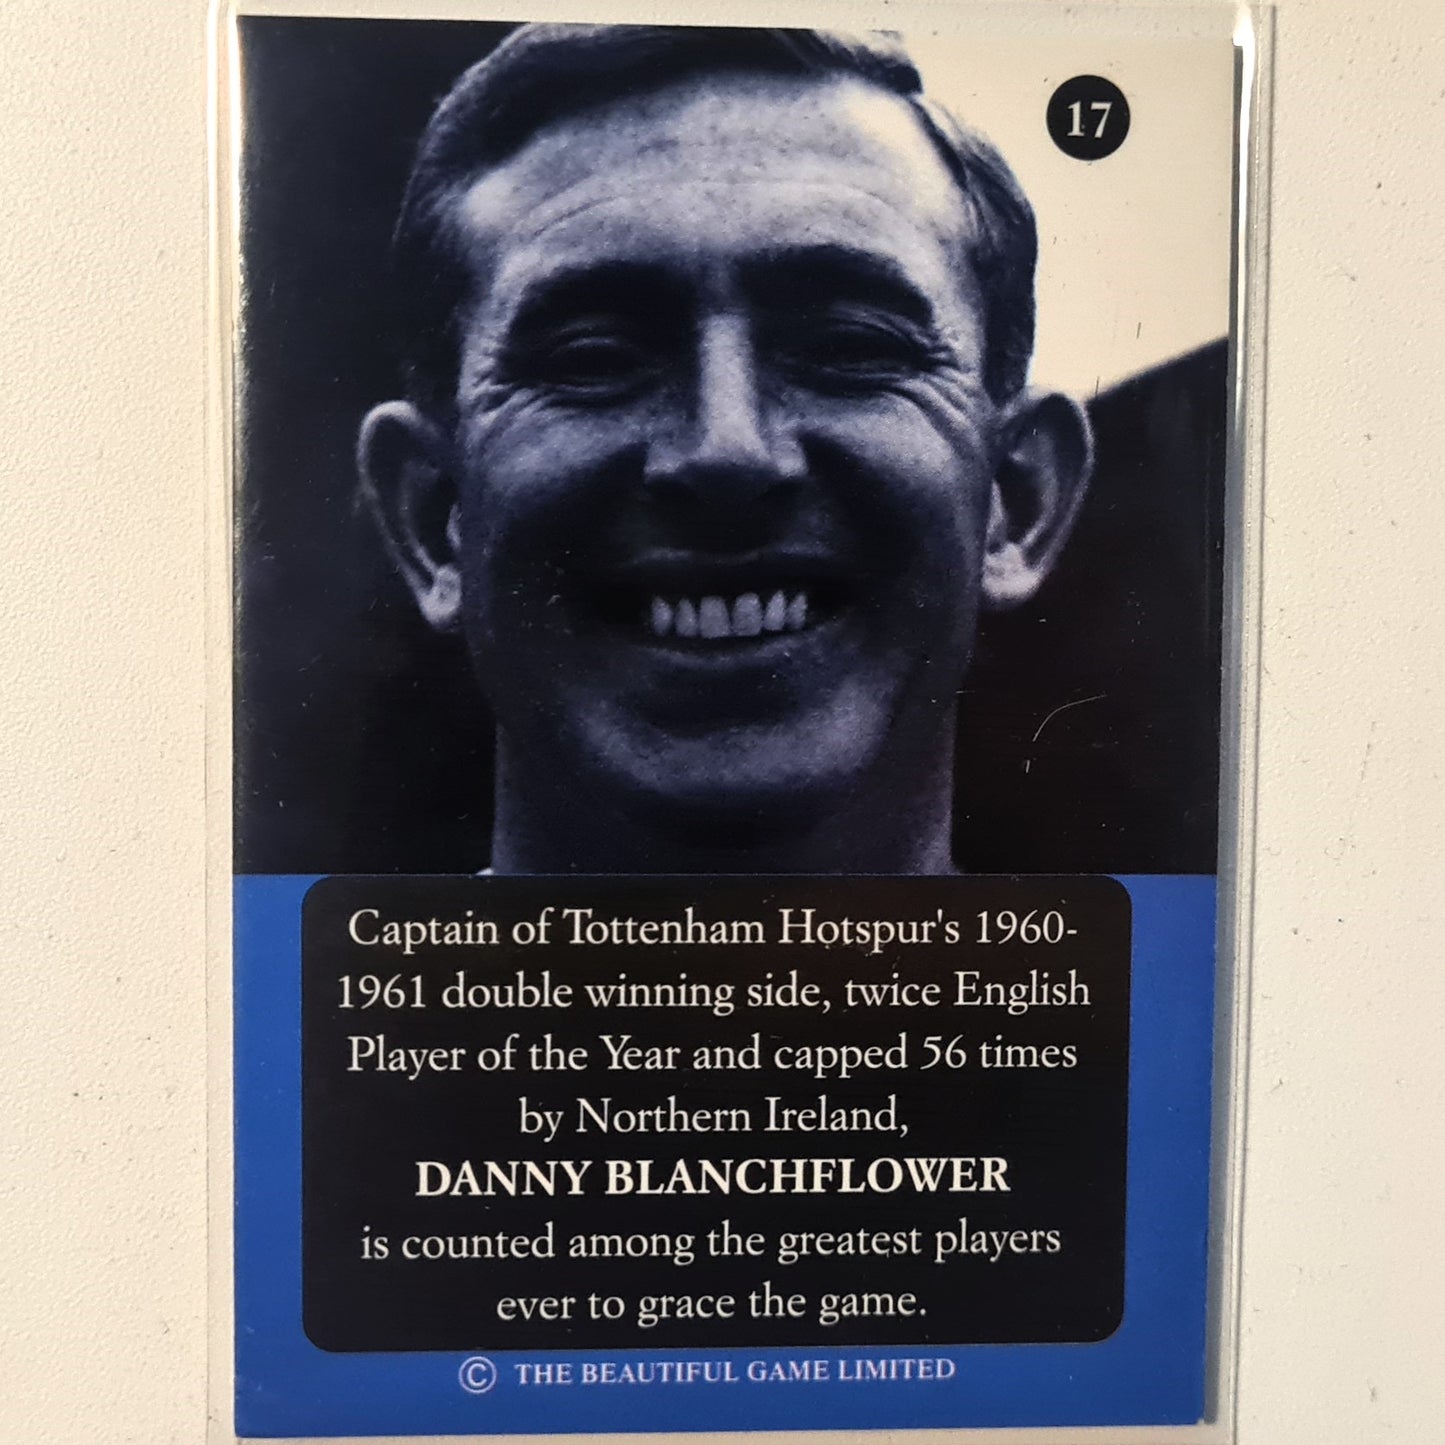 17
Captain of Tottenham Hotspur's 1960-
1961 double winning side, twice English
Player of the Year and capped 56 times
by Northern Ireland,
DANNY BLANCHFLOWER
is counted among the greatest players
ever to grace the game.
© THE BEAUTIFUL GAME LIMITED